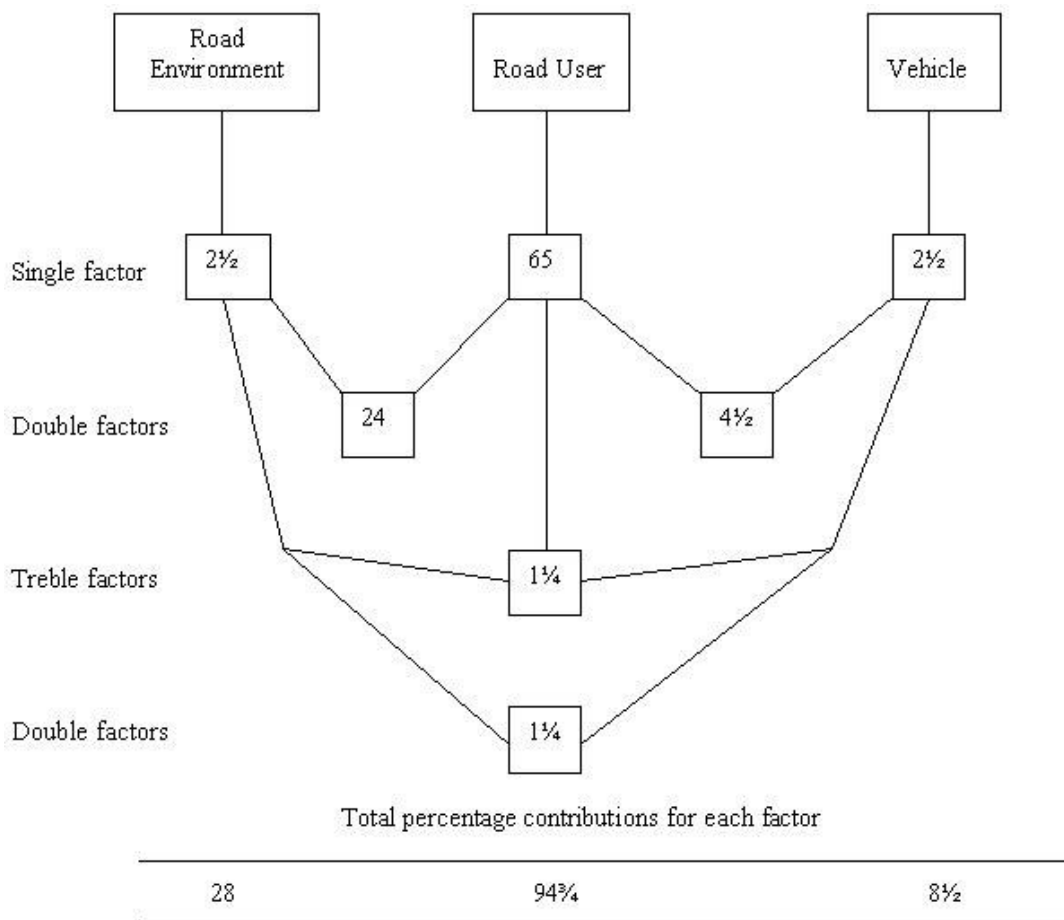 Road
Environment
Road User
Vehicle
Single factor
2½
65
2½
Double factors
24
4½
Treble factors
1¼
Double factors
1¼
Total percentage contributions for each factor
28
94¾
8½